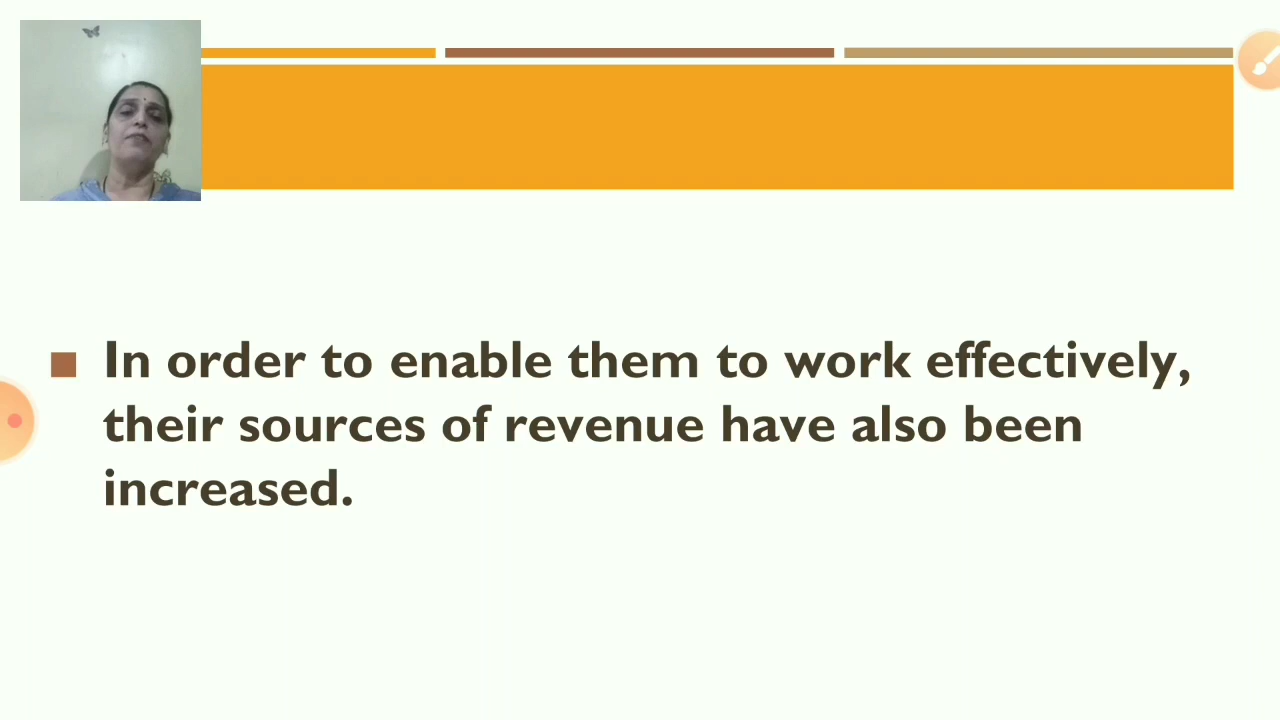 In order to enable them to work effectively,
their sources of revenue have also been
increased.